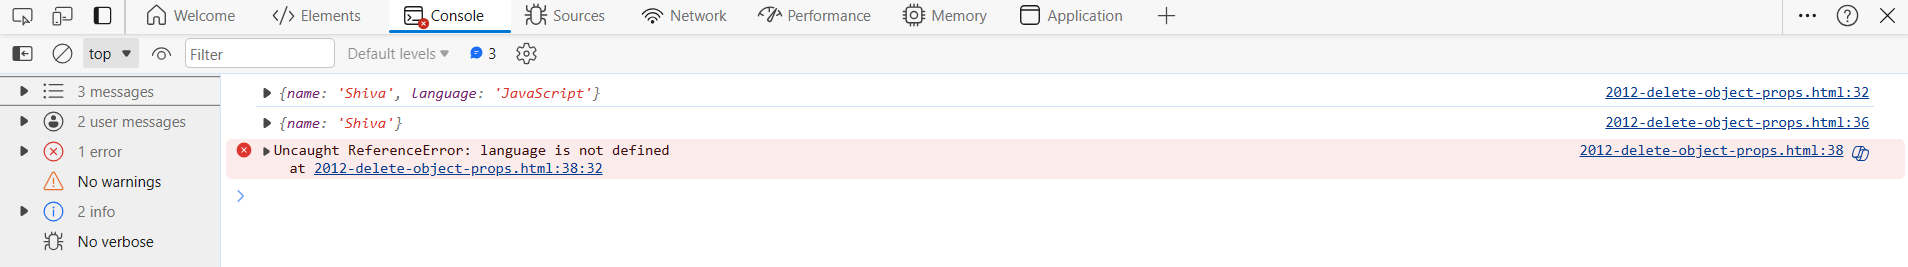 Welcome Elements Console Sources Network Performance Memory Application
top Filter Default levels 3
3 messages
{name: 'Shiva', language: 'JavaScript'} 2012-delete-object-props.html:32
2 user messages
{name: 'Shiva'} 2012-delete-object-props.html:36
1 error
Uncaught ReferenceError: language is not defined 2012-delete-object-props.html:38
at 2012-delete-object-props.html:38:32
No warnings
2 info
No verbose